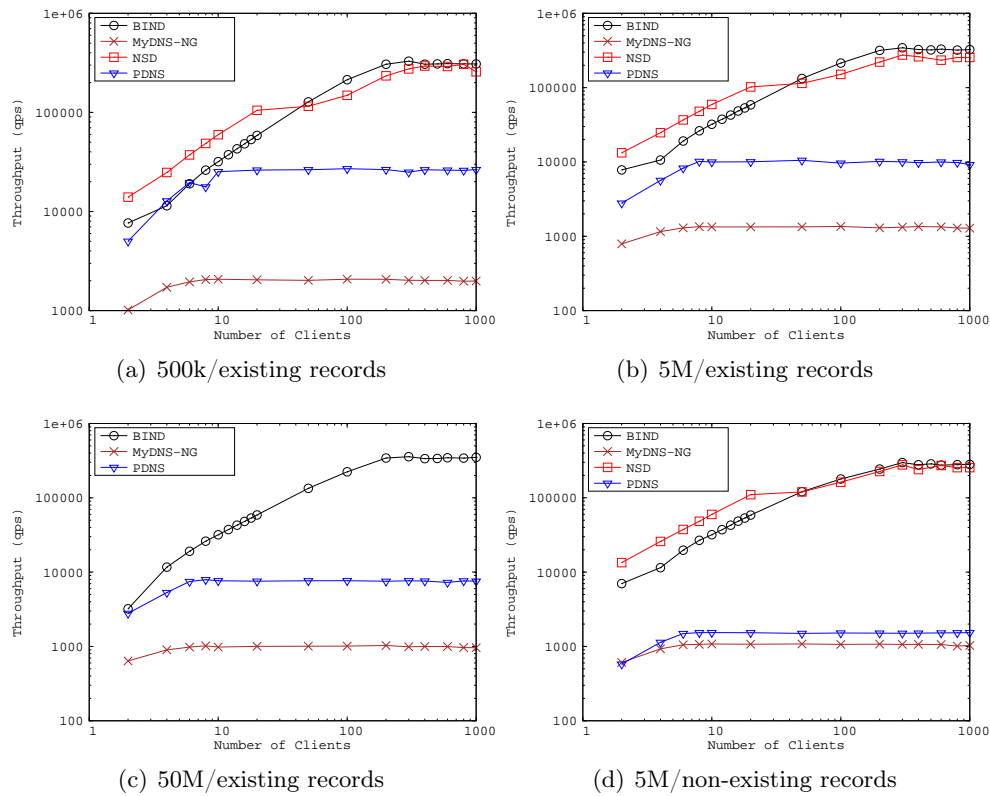 1e+06
BIND
MyDNS-NG
NSD
PDNS
100000
10000
1000
Throughput (qps)
1
10
100
1000
Number of Clients
(a) 500k/existing records
1e+06
BIND
MyDNS-NG
NSD
PDNS
100000
10000
1000
100
Throughput (qps)
1
10
100
1000
Number of Clients
(b) 5M/existing records
1e+06
BIND
MyDNS-NG
PDNS
100000
10000
1000
100
Throughput (qps)
1
10
100
1000
Number of Clients
(c) 50M/existing records
1e+06
BIND
MyDNS-NG
NSD
PDNS
100000
10000
1000
100
Throughput (qps)
1
10
100
1000
Number of Clients
(d) 5M/non-existing records